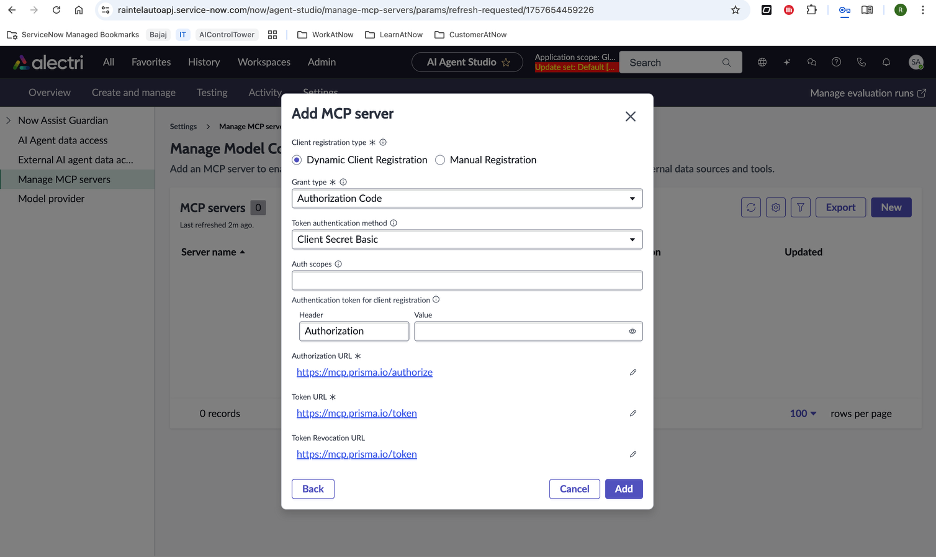 raintelautoapj.service-now.com/now/agent-studio/manage-mcp-servers/params/refresh-requested/1757654459226
R
ServiceNow Managed Bookmarks Bajaj IT AIControlTower WorkAtNow LearnAtNow CustomerAtNow
alectri All Favorites History Workspaces Admin AI Agent Studio Application scope: Gl... Search SA
Update set: Default [...
Overview Create and manage Testing Activity Settings Manage evaluation runs
Now Assist Guardian
AI Agent data access
External AI agent data ac...
Manage MCP servers
Model provider
Settings > Manage MCP serv
Manage Model Co
Add an MCP server to ena
rnal data sources and tools.
MCP servers 0
Last refreshed 2m ago.
Export New
Server name
on
Updated
0 records
100 rows per page
Add MCP server
Client registration type *
Dynamic Client Registration Manual Registration
Grant type *
Authorization Code
Token authentication method
Client Secret Basic
Auth scopes
Authentication token for client registration
Header Value
Authorization
Authorization URL *
https://mcp.prisma.io/authorize
Token URL *
https://mcp.prisma.io/token
Token Revocation URL
https://mcp.prisma.io/token
Back Cancel Add